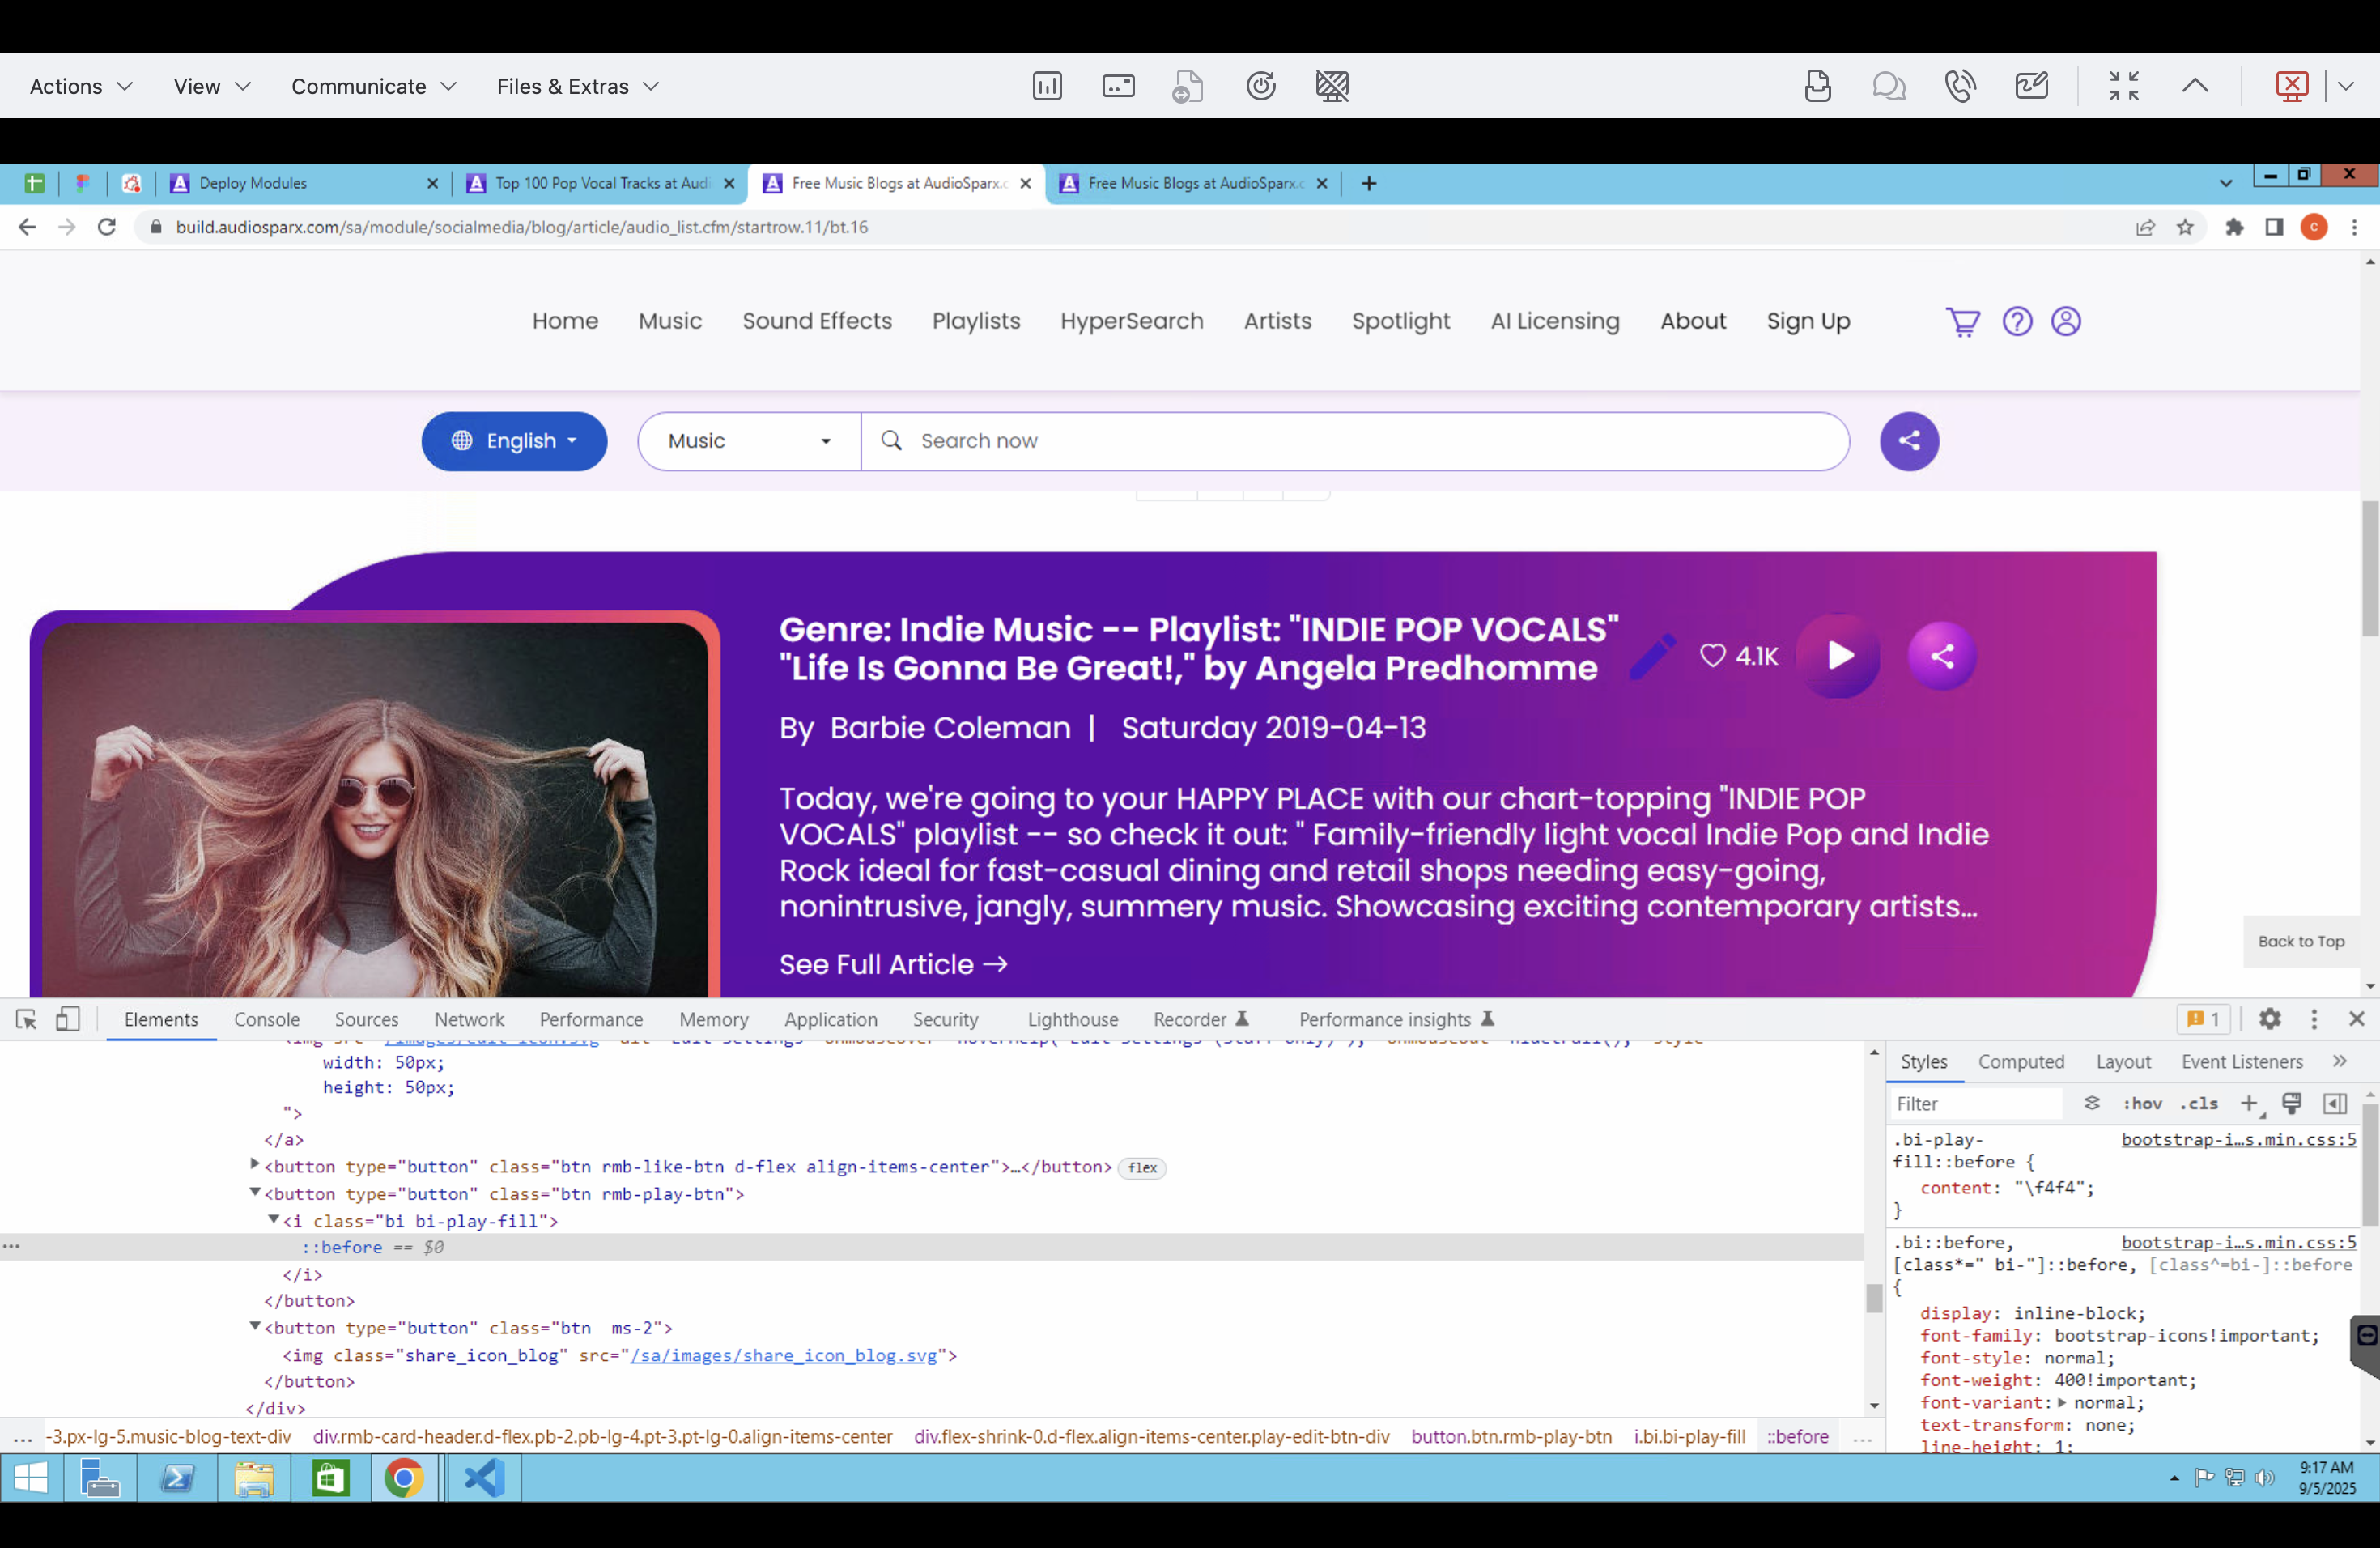 Actions View Communicate Files & Extras
Deploy Modules
Top 100 Pop Vocal Tracks at Audi
Free Music Blogs at AudioSparx.c
Free Music Blogs at AudioSparx.c
build.audiosparx.com/sa/module/socialmedia/blog/article/audio_list.cfm/startrow.11/bt.16
C
Home Music Sound Effects Playlists HyperSearch Artists Spotlight AI Licensing About Sign Up
English Music Search now
Genre: Indie Music -- Playlist: "INDIE POP VOCALS"
"Life Is Gonna Be Great!," by Angela Predhomme
4.1K
By Barbie Coleman | Saturday 2019-04-13
Today, we're going to your HAPPY PLACE with our chart-topping "INDIE POP
VOCALS" playlist -- so check it out: " Family-friendly light vocal Indie Pop and Indie
Rock ideal for fast-casual dining and retail shops needing easy-going,
nonintrusive, jangly, summery music. Showcasing exciting contemporary artists...
See Full Article →
Back to Top
Elements Console Sources Network Performance Memory Application Security Lighthouse Recorder Performance insights 1
width: 50px;
height: 50px;
">
</a>
<button type="button" class="btn rmb-like-btn d-flex align-items-center">…</button> flex
<button type="button" class="btn rmb-play-btn">
<i class="bi bi-play-fill">
::before == $0
</i>
</button>
<button type="button" class="btn  ms-2">
<img class="share_icon_blog" src="/sa/images/share_icon_blog.svg">
</button>
</div>
... -3.px-lg-5.music-blog-text-div div.rmb-card-header.d-flex.pb-2.pb-lg-4.pt-3.pt-lg-0.align-items-center div.flex-shrink-0.d-flex.align-items-center.play-edit-btn-div button.btn.rmb-play-btn i.bi.bi-play-fill ::before ...
Styles Computed Layout Event Listeners »
Filter :hov .cls
.bi-play- bootstrap-i…s.min.css:5
fill::before {
content: "\f4f4";
}
.bi::before, bootstrap-i…s.min.css:5
[class*=" bi-"]::before, [class^=bi-]::before
{
display: inline-block;
font-family: bootstrap-icons!important;
font-style: normal;
font-weight: 400!important;
font-variant: normal;
text-transform: none;
line-height: 1;
9:17 AM
9/5/2025